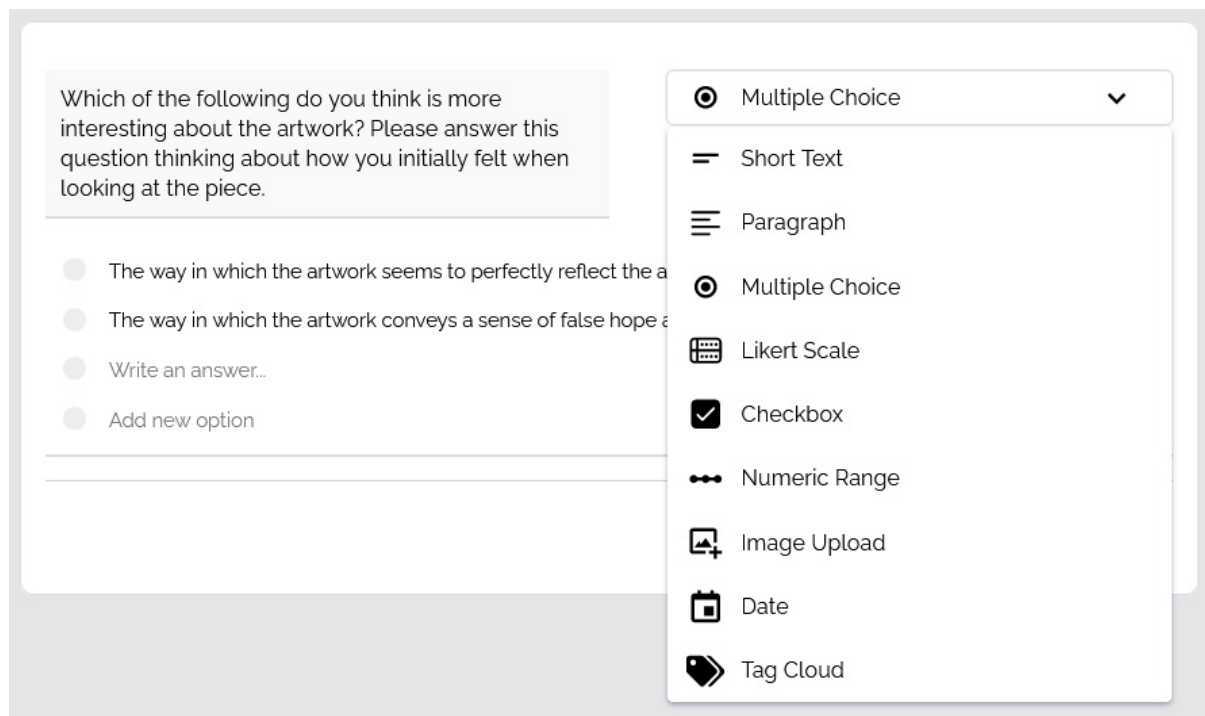 Which of the following do you think is more
interesting about the artwork? Please answer this
question thinking about how you initially felt when
looking at the piece.
The way in which the artwork seems to perfectly reflect the a
The way in which the artwork conveys a sense of false hope
Write an answer...
Add new option
Multiple Choice
Short Text
Paragraph
Multiple Choice
Likert Scale
Checkbox
Numeric Range
Image Upload
Date
Tag Cloud